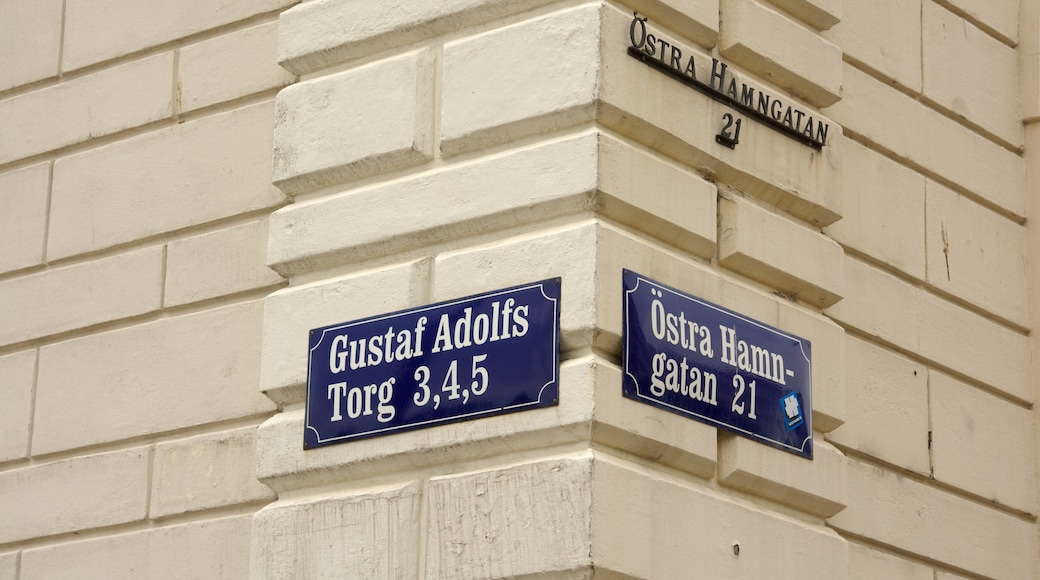 ÖSTRA HAMNGATAN
21
Gustaf Adolfs
Torg 3,4,5
Östra Hamn-
gatan 21